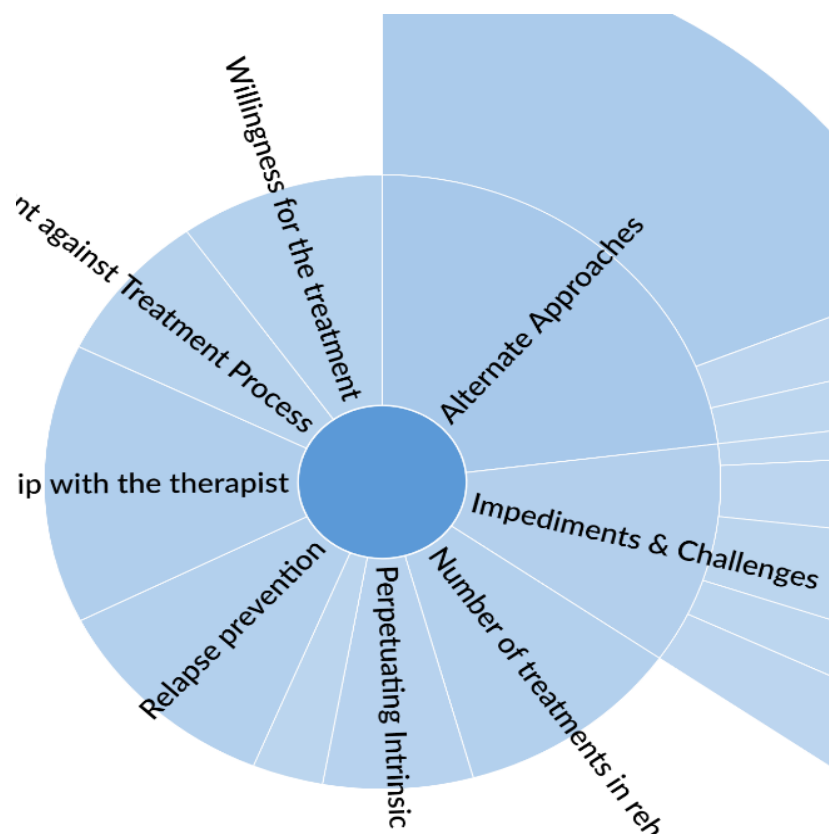 Alternate Approaches
Impediments & Challenges
Number of treatments in reh
Perpetuating Intrinsic
Relapse prevention
ip with the therapist
nt against Treatment Process
Willingness for the treatment